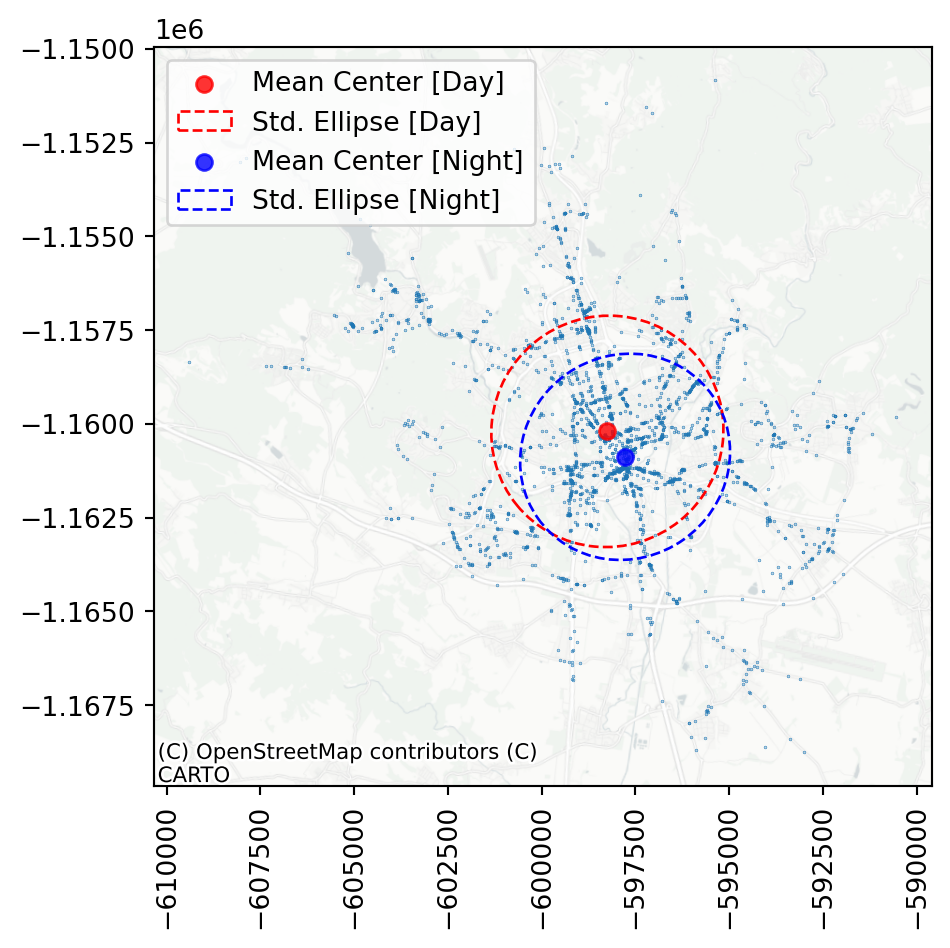 1e6
−1.1500
−1.1525
−1.1550
−1.1575
−1.1600
−1.1625
−1.1650
−1.1675
Mean Center [Day]
Std. Ellipse [Day]
Mean Center [Night]
Std. Ellipse [Night]
(C) OpenStreetMap contributors (C)
CARTO
−610000
−607500
−605000
−602500
−600000
−597500
−595000
−592500
−590000